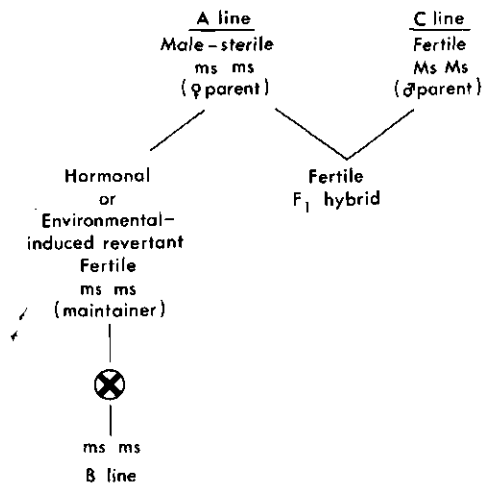 A line
Male-sterile
ms ms
(♀ parent)
C line
Fertile
Ms Ms
(♂ parent)
Hormonal
or
Environmental-
induced revertant
Fertile
ms ms
(maintainer)
Fertile
F₁ hybrid
ms ms
B line